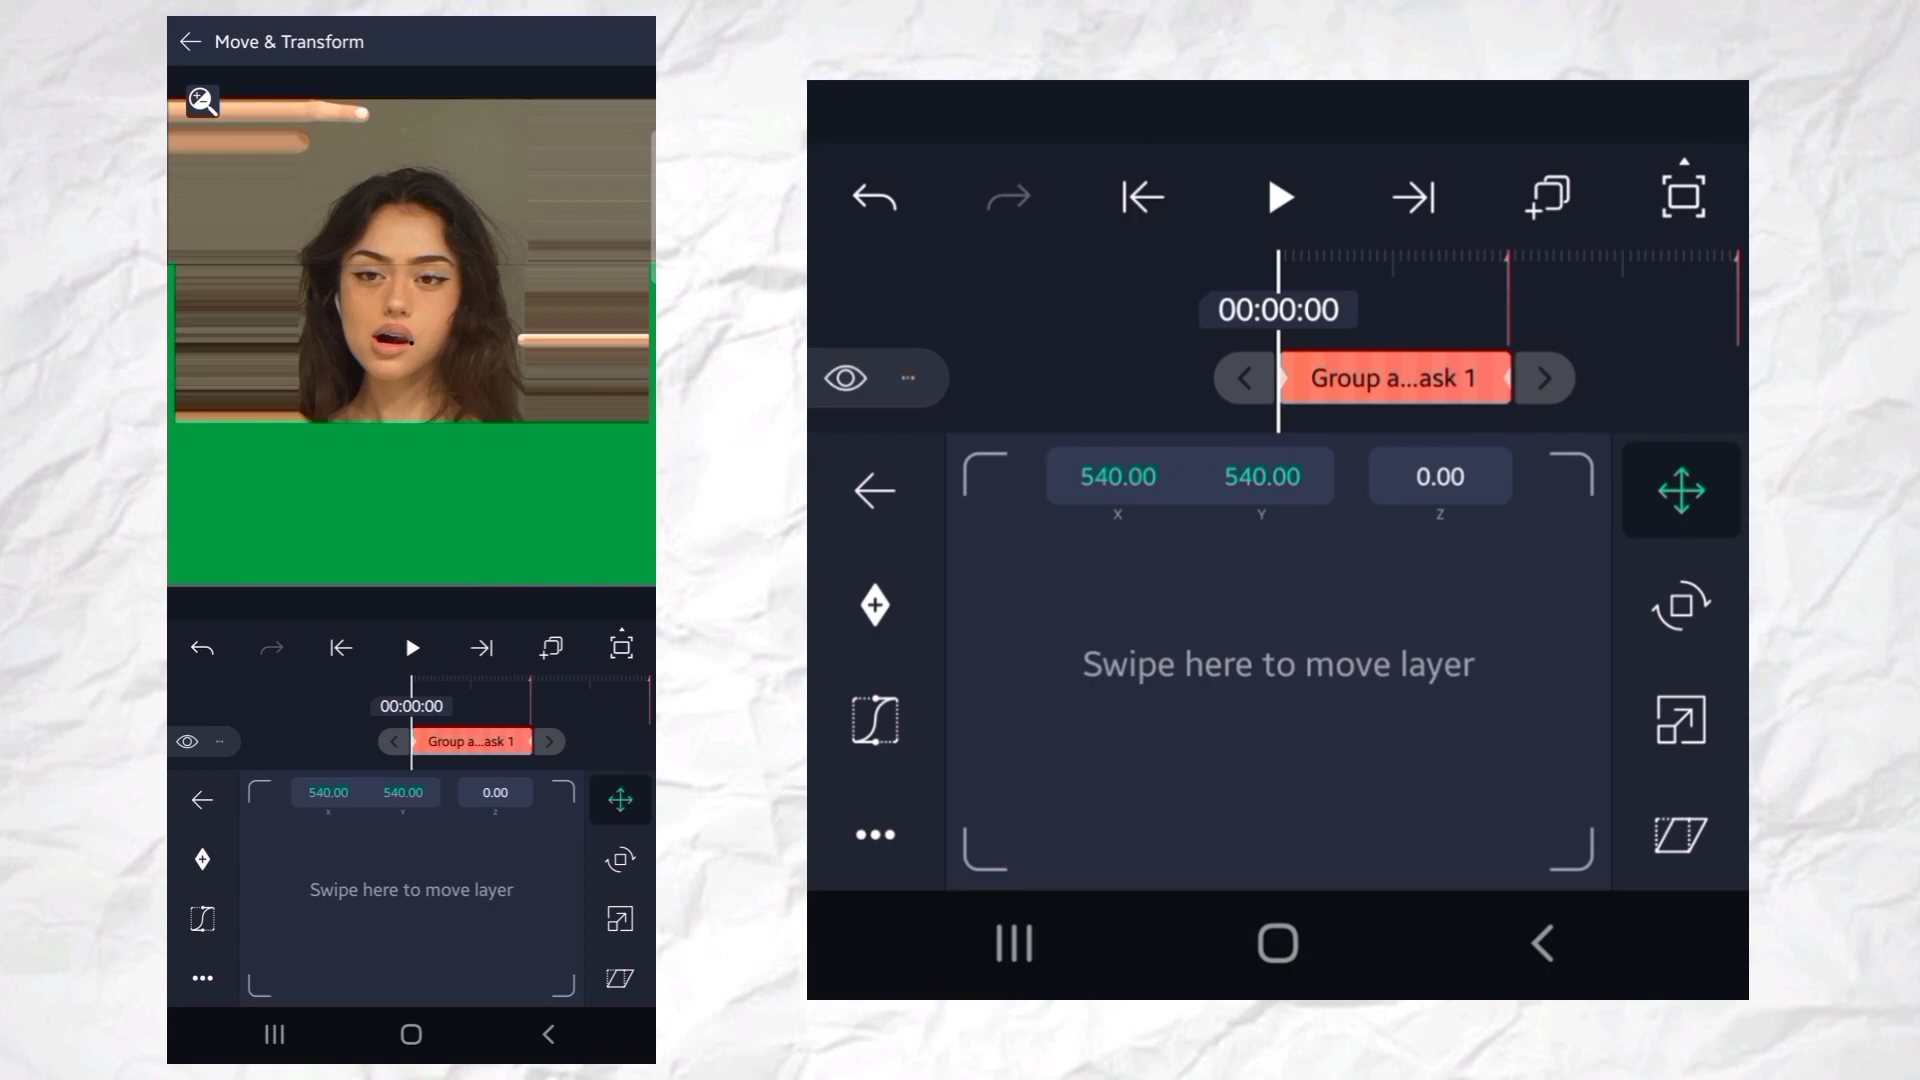 Move & Transform
00:00:00
Group a...ask 1
540.00 540.00 0.00
X Y Z
Swipe here to move layer
00:00:00
Group a...ask 1
540.00 540.00 0.00
X Y Z
Swipe here to move layer